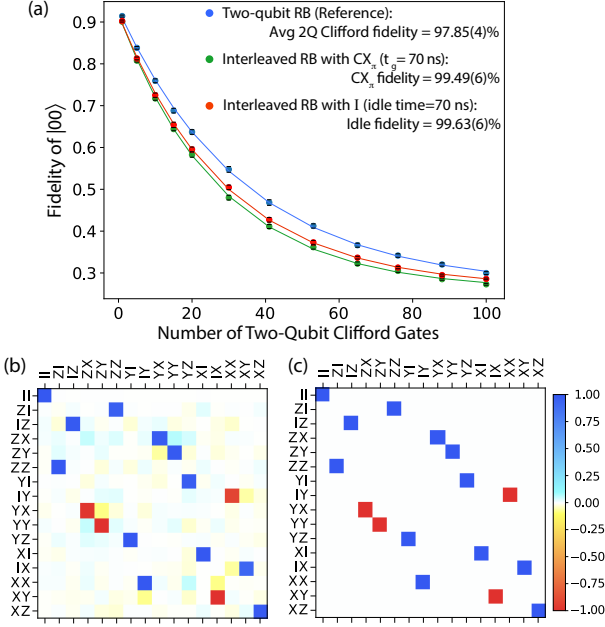 (a)
Two-qubit RB (Reference):
Avg 2Q Clifford fidelity = 97.85(4)%
Interleaved RB with CXπ (tg= 70 ns):
CXπ fidelity = 99.49(6)%
Interleaved RB with I (idle time=70 ns):
Idle fidelity = 99.63(6)%
Fidelity of |00⟩
0.9
0.8
0.7
0.6
0.5
0.4
0.3
0 20 40 60 80 100
Number of Two-Qubit Clifford Gates
(b)
II ZI IZ ZX ZY ZZ YI IY YX YY YZ XI IX XX XY XZ
II
ZI
IZ
ZX
ZY
ZZ
YI
IY
YX
YY
YZ
XI
IX
XX
XY
XZ
(c)
II ZI IZ ZX ZY ZZ YI IY YX YY YZ XI IX XX XY XZ
II
ZI
IZ
ZX
ZY
ZZ
YI
IY
YX
YY
YZ
XI
IX
XX
XY
XZ
1.00
0.75
0.50
0.25
0.00
−0.25
−0.50
−0.75
−1.00